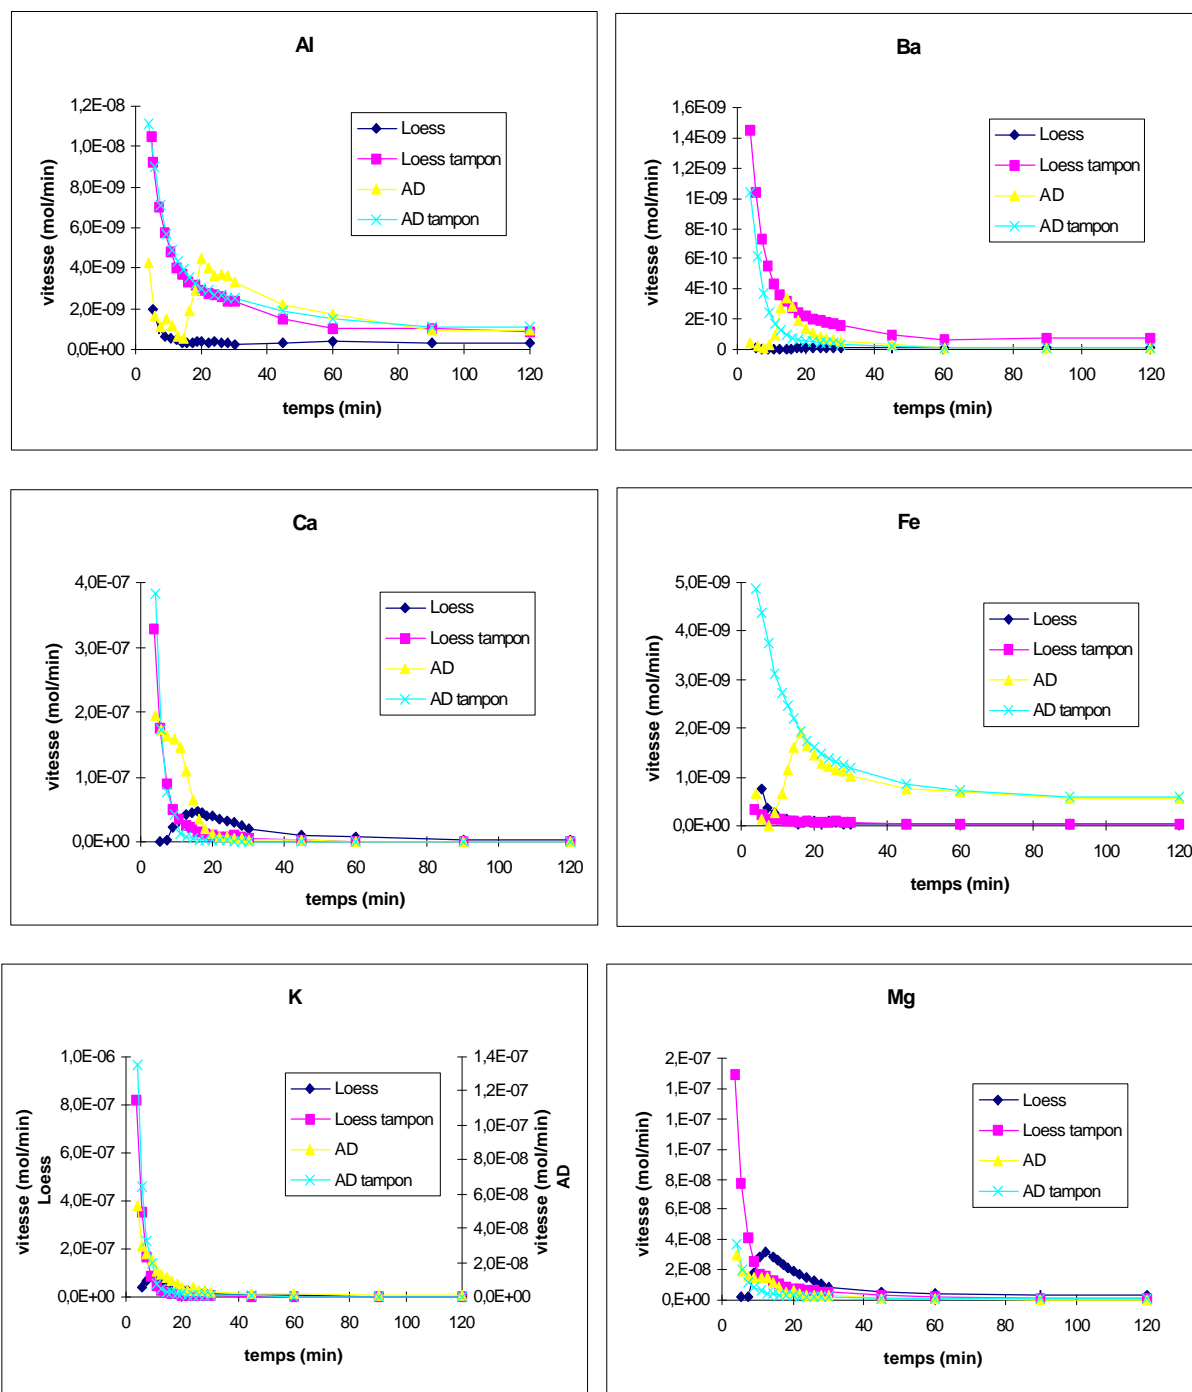 Al
1,2E-08
1,0E-08
8,0E-09
6,0E-09
4,0E-09
2,0E-09
0,0E+00
vitesse (mol/min)
0 20 40 60 80 100 120
temps (min)
Loess
Loess tampon
AD
AD tampon
Ba
1,6E-09
1,4E-09
1,2E-09
1E-09
8E-10
6E-10
4E-10
2E-10
0
vitesse (mol/min)
0 20 40 60 80 100 120
temps (min)
Loess
Loess tampon
AD
AD tampon
Ca
4,0E-07
3,0E-07
2,0E-07
1,0E-07
0,0E+00
vitesse (mol/min)
0 20 40 60 80 100 120
temps (min)
Loess
Loess tampon
AD
AD tampon
Fe
5,0E-09
4,0E-09
3,0E-09
2,0E-09
1,0E-09
0,0E+00
vitesse (mol/min)
0 20 40 60 80 100 120
temps (min)
Loess
Loess tampon
AD
AD tampon
K
1,0E-06
8,0E-07
6,0E-07
4,0E-07
2,0E-07
0,0E+00
vitesse (mol/min)
Loess
0 20 40 60 80 100 120
temps (min)
Loess
Loess tampon
AD
AD tampon
1,4E-07
1,2E-07
1,0E-07
8,0E-08
6,0E-08
4,0E-08
2,0E-08
0,0E+00
vitesse (mol/min)
AD
Mg
2,E-07
1,E-07
1,E-07
1,E-07
8,E-08
6,E-08
4,E-08
2,E-08
0,E+00
vitesse (mol/min)
0 20 40 60 80 100 120
temps (min)
Loess
Loess tampon
AD
AD tampon